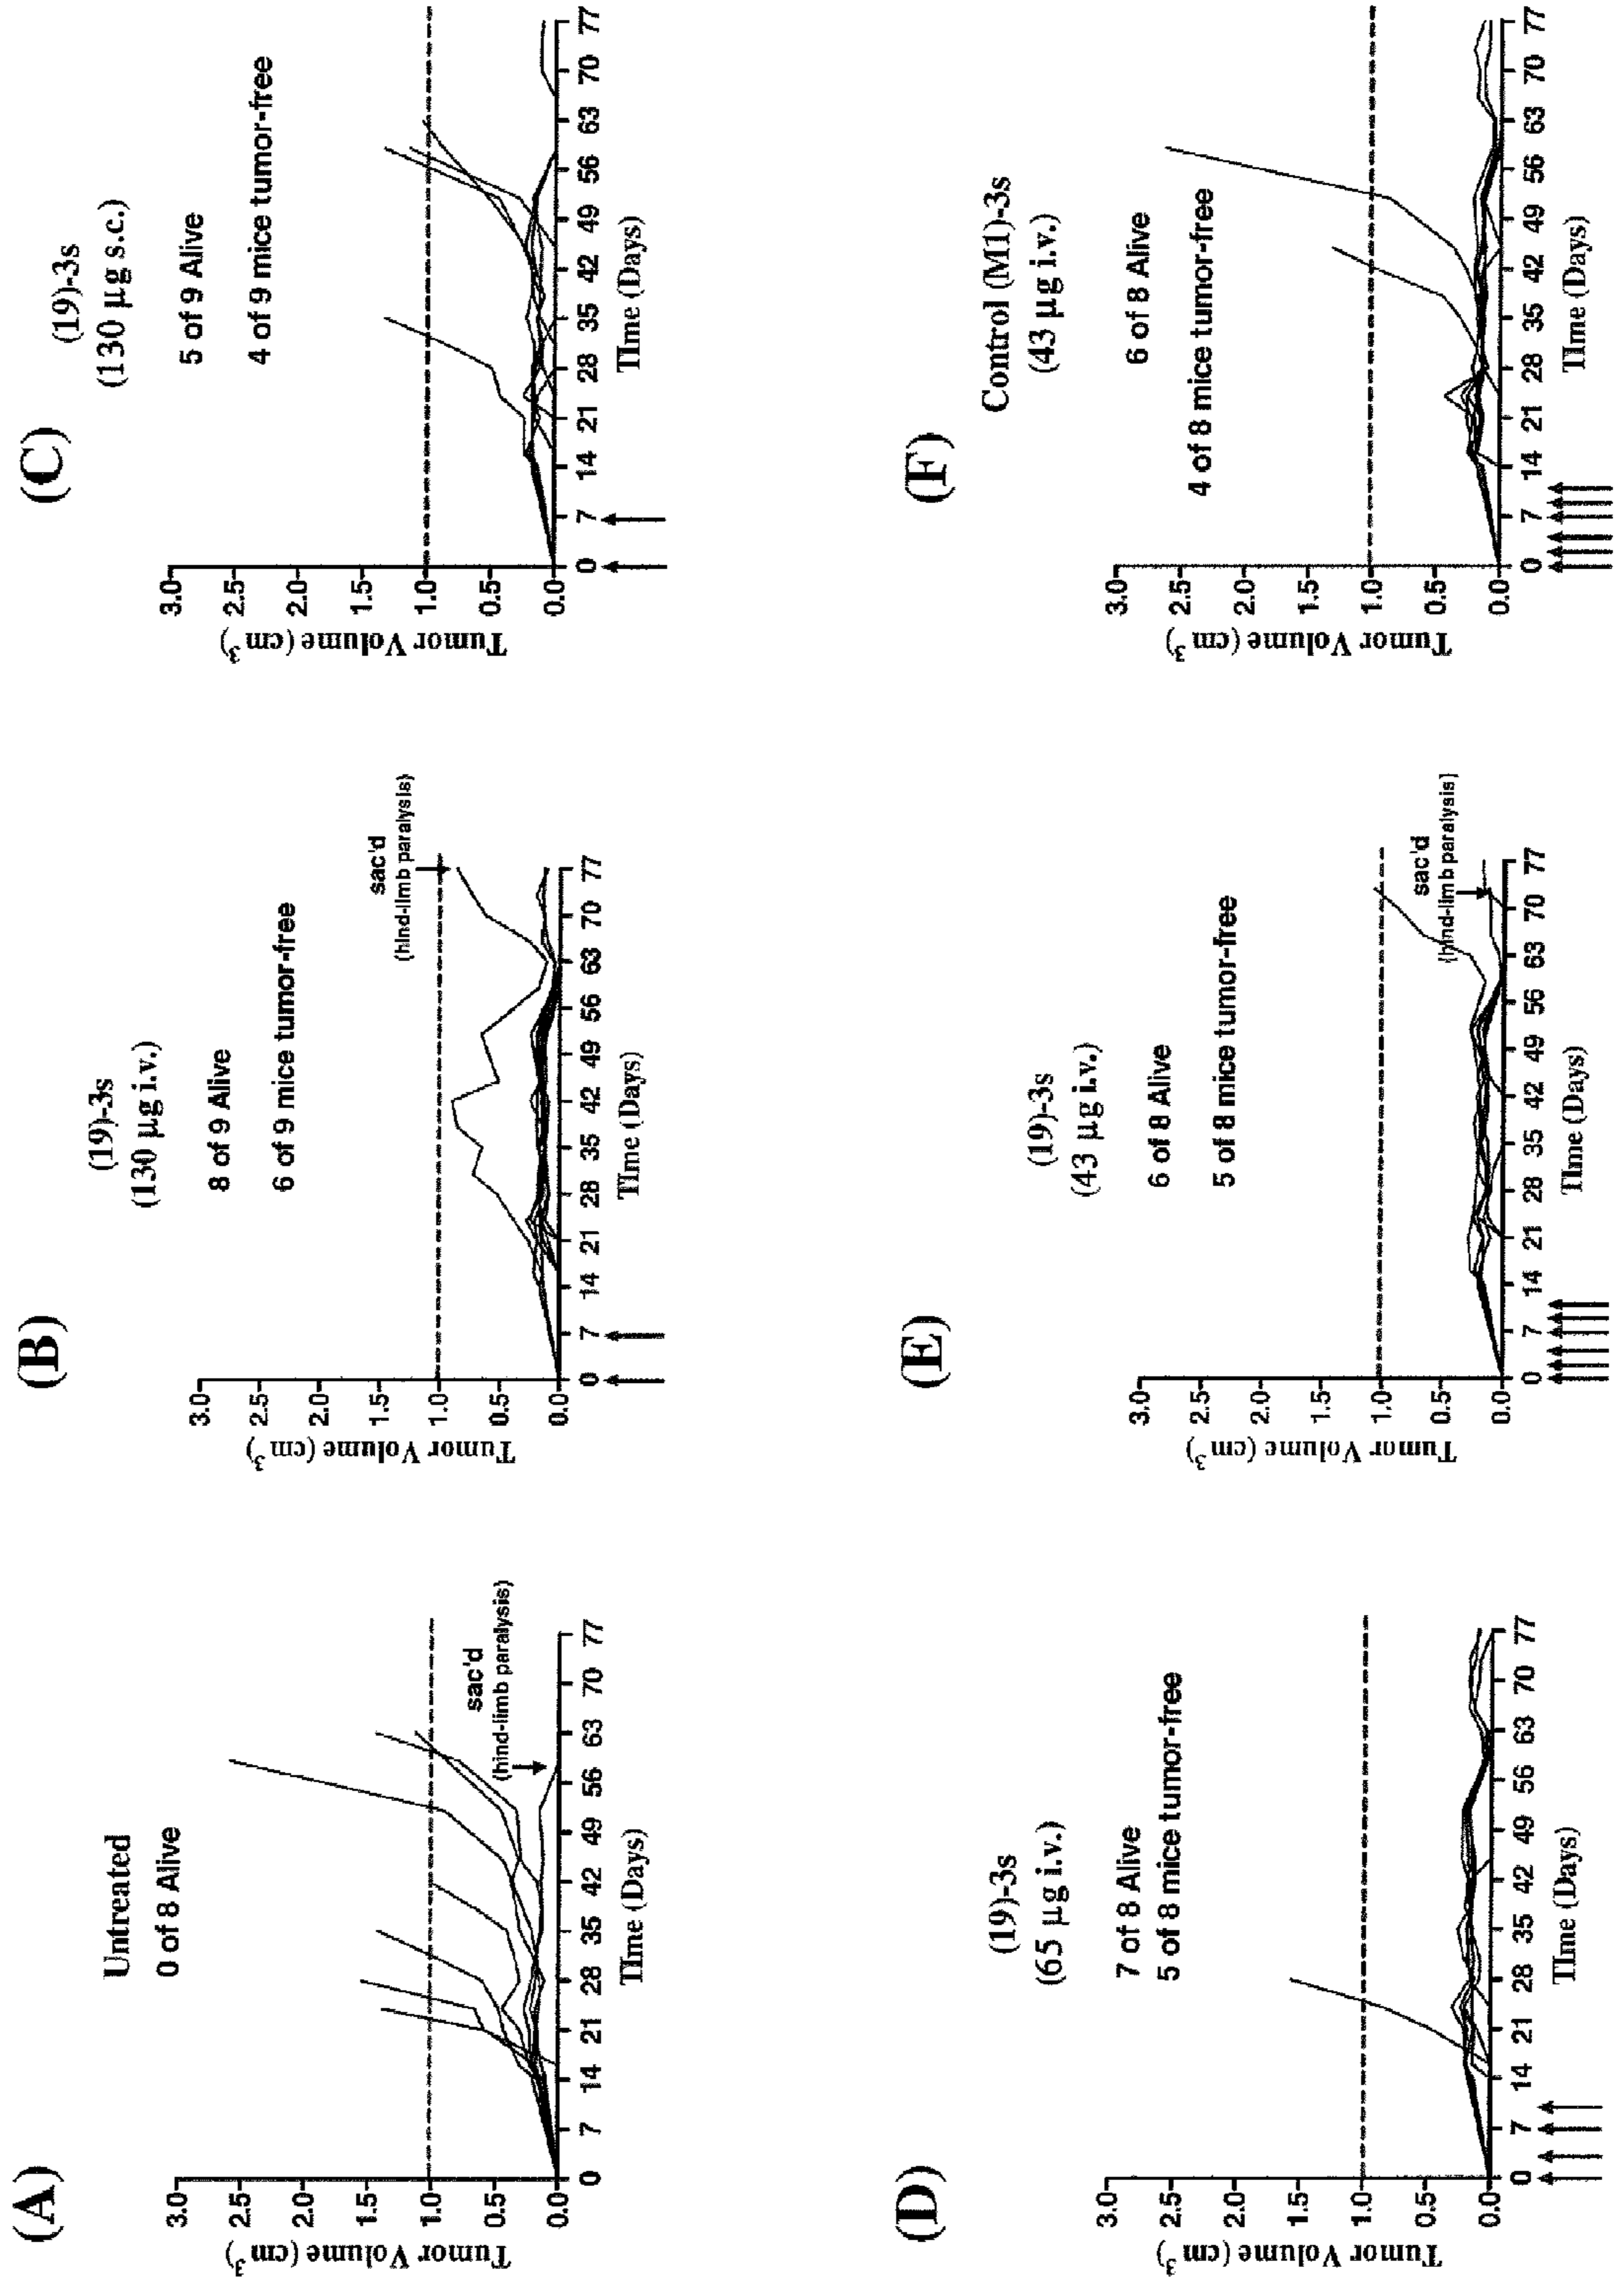 (A)
Untreated
0 of 8 Alive
sac'd
(hind-limb paralysis)
3.0
2.5
2.0
1.5
1.0
0.5
0.0
Tumor Volume (cm³)
0 7 14 21 28 35 42 49 56 63 70 77
Time (Days)
(B)
(19)-3s
(130 µg i.v.)
8 of 9 Alive
6 of 9 mice tumor-free
sac'd
(hind-limb paralysis)
3.0
2.5
2.0
1.5
1.0
0.5
0.0
Tumor Volume (cm³)
0 7 14 21 28 35 42 49 56 63 70 77
Time (Days)
(C)
(19)-3s
(130 µg s.c.)
5 of 9 Alive
4 of 9 mice tumor-free
3.0
2.5
2.0
1.5
1.0
0.5
0.0
Tumor Volume (cm³)
0 7 14 21 28 35 42 49 56 63 70 77
Time (Days)
(D)
(19)-3s
(65 µg i.v.)
7 of 8 Alive
5 of 8 mice tumor-free
3.0
2.5
2.0
1.5
1.0
0.5
0.0
Tumor Volume (cm³)
0 7 14 21 28 35 42 49 56 63 70 77
Time (Days)
(E)
(19)-3s
(43 µg i.v.)
6 of 8 Alive
5 of 8 mice tumor-free
sac'd
(hind-limb paralysis)
3.0
2.5
2.0
1.5
1.0
0.5
0.0
Tumor Volume (cm³)
0 7 14 21 28 35 42 49 56 63 70 77
Time (Days)
(F)
Control (M1)-3s
(43 µg i.v.)
6 of 8 Alive
4 of 8 mice tumor-free
3.0
2.5
2.0
1.5
1.0
0.5
0.0
Tumor Volume (cm³)
0 7 14 21 28 35 42 49 56 63 70 77
Time (Days)